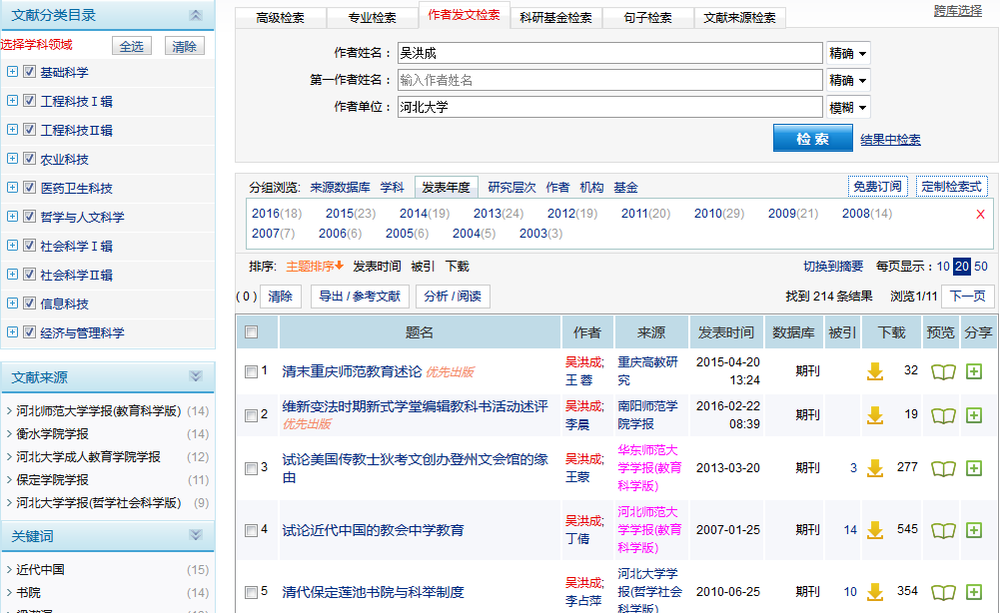 文献分类目录
选择学科领域 全选 清除
基础科学
工程科技Ⅰ辑
工程科技Ⅱ辑
农业科技
医药卫生科技
哲学与人文科学
社会科学Ⅰ辑
社会科学Ⅱ辑
信息科技
经济与管理科学
文献来源
河北师范大学学报(教育科学版) (14)
衡水学院学报 (14)
河北大学成人教育学院学报 (12)
保定学院学报 (11)
河北大学学报(哲学社会科学版) (9)
关键词
近代中国 (15)
书院 (14)
高级检索 专业检索 作者发文检索 科研基金检索 句子检索 文献来源检索 跨库选择
作者姓名： 吴洪成 精确
第一作者姓名： 输入作者姓名 精确
作者单位： 河北大学 模糊
检 索 结果中检索
分组浏览: 来源数据库 学科 发表年度 研究层次 作者 机构 基金 免费订阅 定制检索式
2016(18) 2015(23) 2014(19) 2013(24) 2012(19) 2011(20) 2010(29) 2009(21) 2008(14) X
2007(7) 2006(6) 2005(6) 2004(5) 2003(3)
排序: 主题排序 发表时间 被引 下载 切换到摘要 每页显示：10 20 50
( 0 ) 清除 导出 / 参考文献 分析 / 阅读 找到 214 条结果 浏览1/11 下一页
题名 作者 来源 发表时间 数据库 被引 下载 预览 分享
1 清末重庆师范教育述论 优先出版 吴洪成; 王 蓉 重庆高教研究 2015-04-20 13:24 期刊 32
2 维新变法时期新式学堂编辑教科书活动述评 优先出版 吴洪成; 李晨 南阳师范学院学报 2016-02-22 08:39 期刊 19
3 试论美国传教士狄考文创办登州文会馆的缘由 吴洪成; 王蒙 华东师范大学学报(教育科学版) 2013-03-20 期刊 3 277
4 试论近代中国的教会中学教育 吴洪成; 丁倩 河北师范大学学报(教育科学版) 2007-01-25 期刊 14 545
5 清代保定莲池书院与科举制度 吴洪成; 李占萍 河北大学学报(哲学社会科学版) 2010-06-25 期刊 10 354